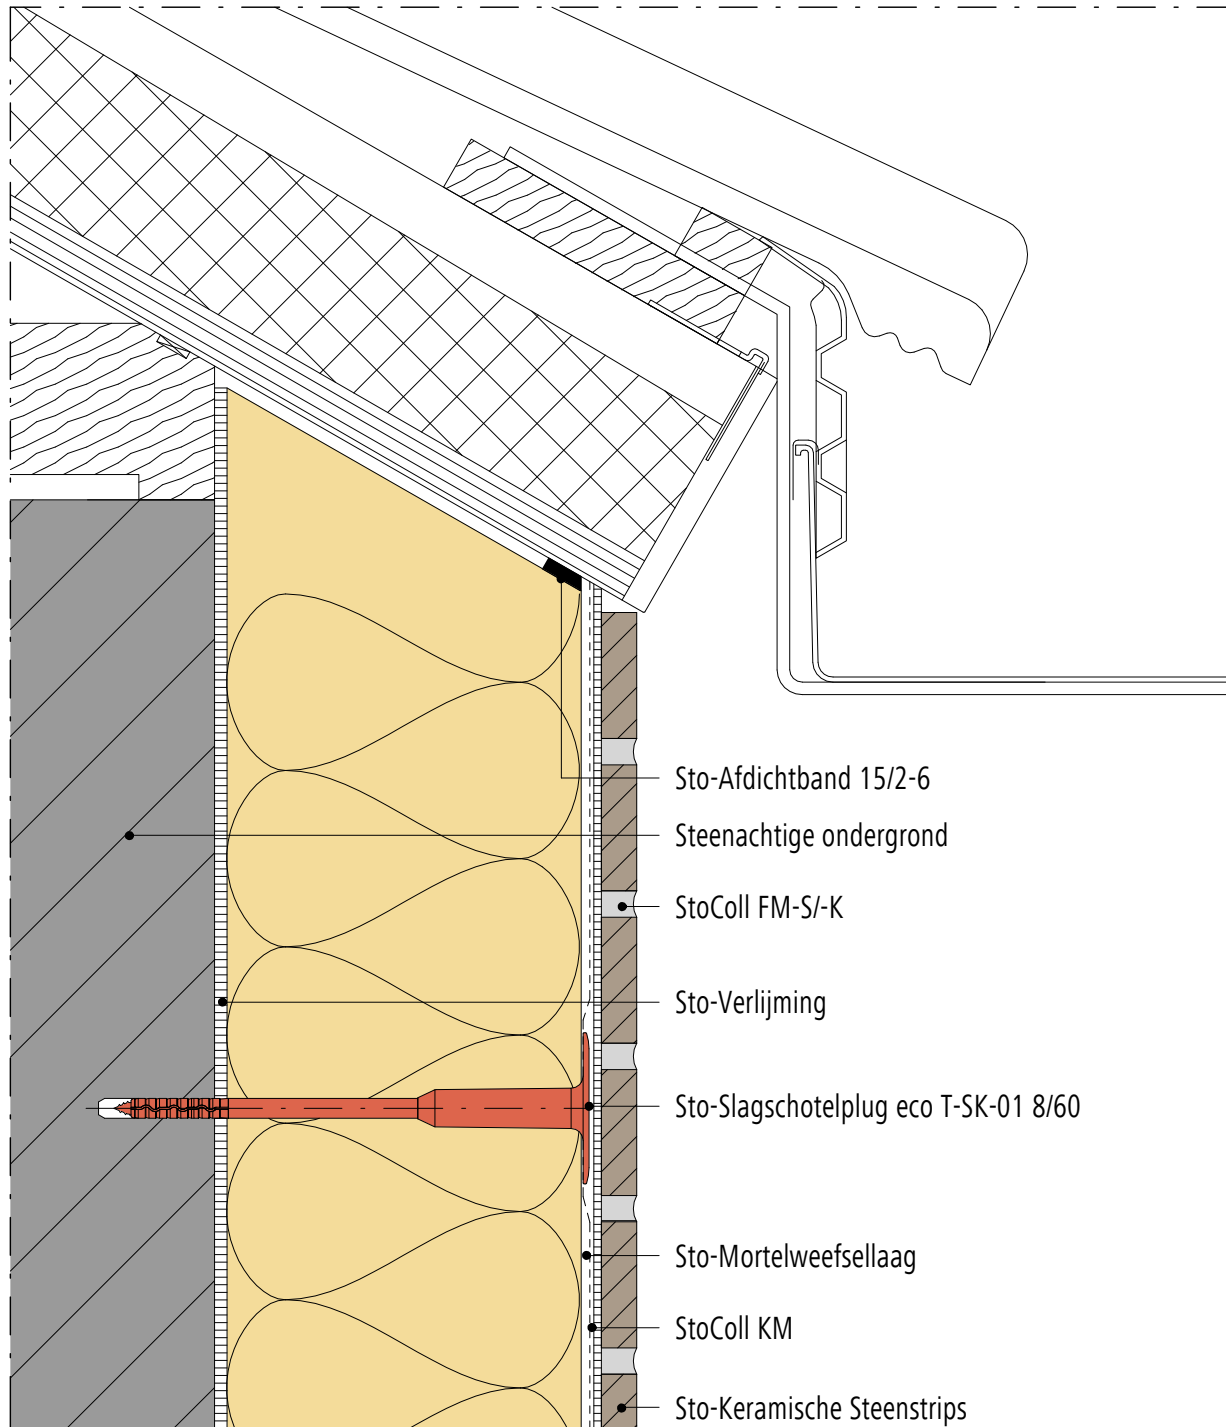 Sto-Afdichtband 15/2-6
Steenachtige ondergrond
StoColl FM-S/-K
Sto-Verlijming
Sto-Slagschotelplug eco T-SK-01 8/60
Sto-Mortelweefsellaag
StoColl KM
Sto-Keramische Steenstrips